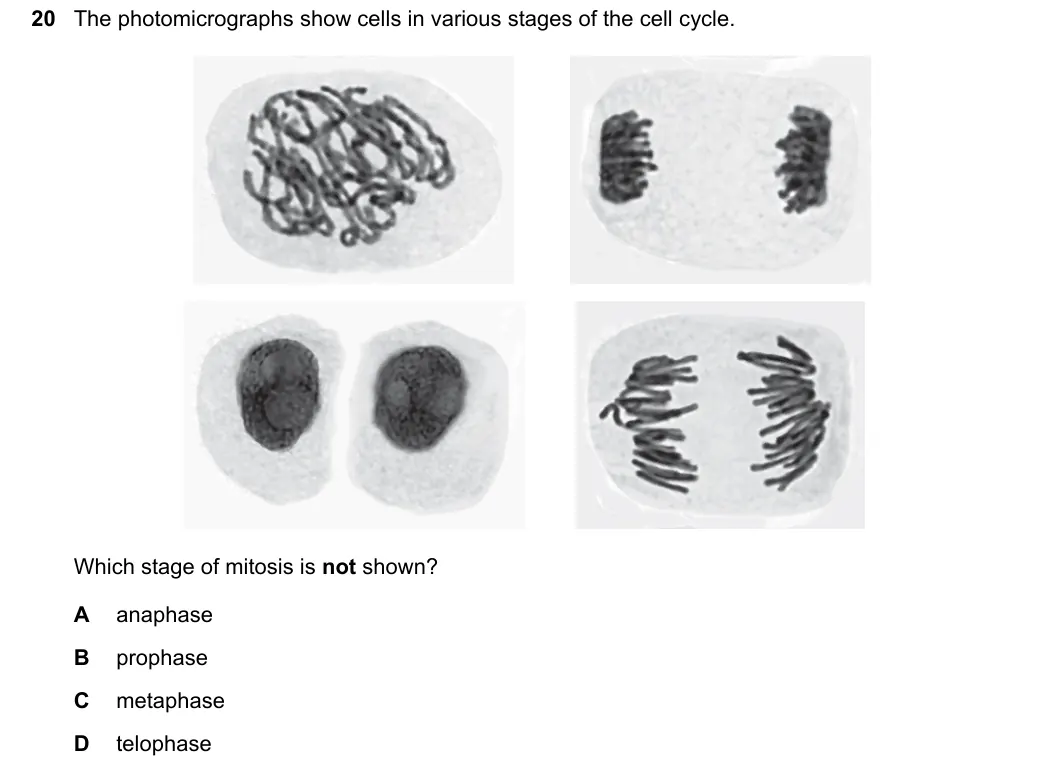 20 The photomicrographs show cells in various stages of the cell cycle.
Which stage of mitosis is not shown?
A anaphase
B prophase
C metaphase
D telophase